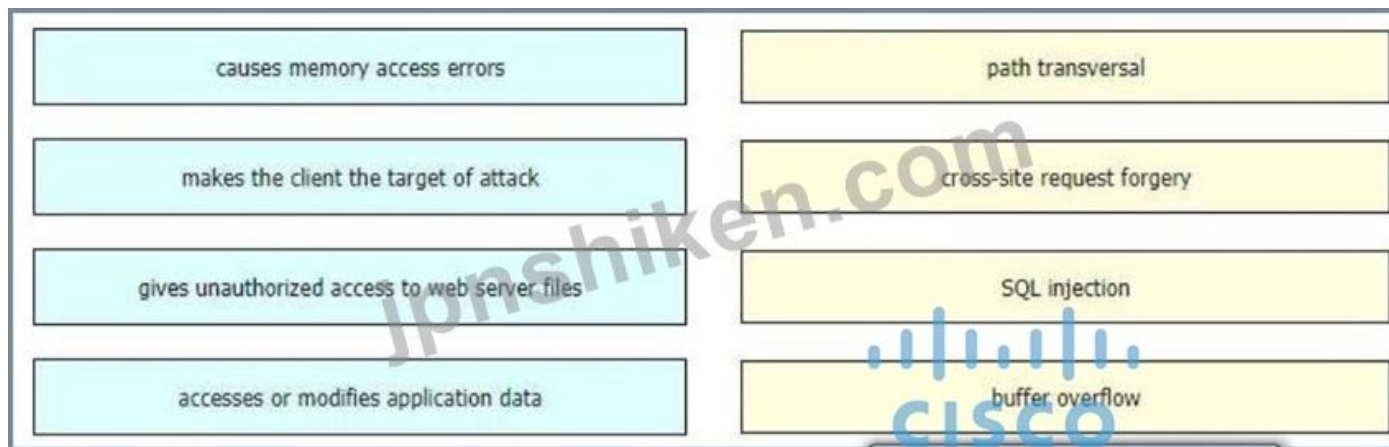 causes memory access errors
path transversal
makes the client the target of attack
cross-site request forgery
gives unauthorized access to web server files
SQL injection
accesses or modifies application data
buffer overflow
jpnshiken.com
CISCO